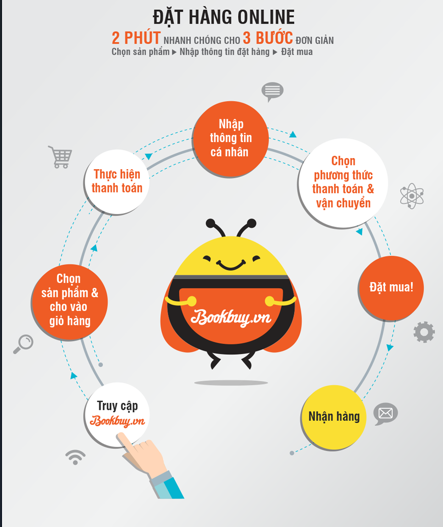 ĐẶT HÀNG ONLINE
2 PHÚT NHANH CHÓNG CHO 3 BƯỚC ĐƠN GIẢN
Chọn sản phẩm ▶ Nhập thông tin đặt hàng ▶ Đặt mua
Truy cập
Bookbuy.vn
Chọn
sản phẩm &
cho vào
giỏ hàng
Thực hiện
thanh toán
Nhập
thông tin
cá nhân
Chọn
phương thức
thanh toán &
vận chuyển
Đặt mua!
Nhận hàng
Bookbuy.vn